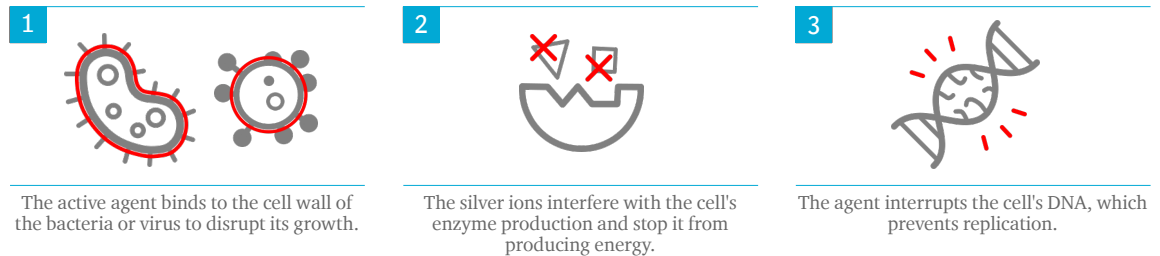 1
The active agent binds to the cell wall of
the bacteria or virus to disrupt its growth.
2
The silver ions interfere with the cell's
enzyme production and stop it from
producing energy.
3
The agent interrupts the cell's DNA, which
prevents replication.